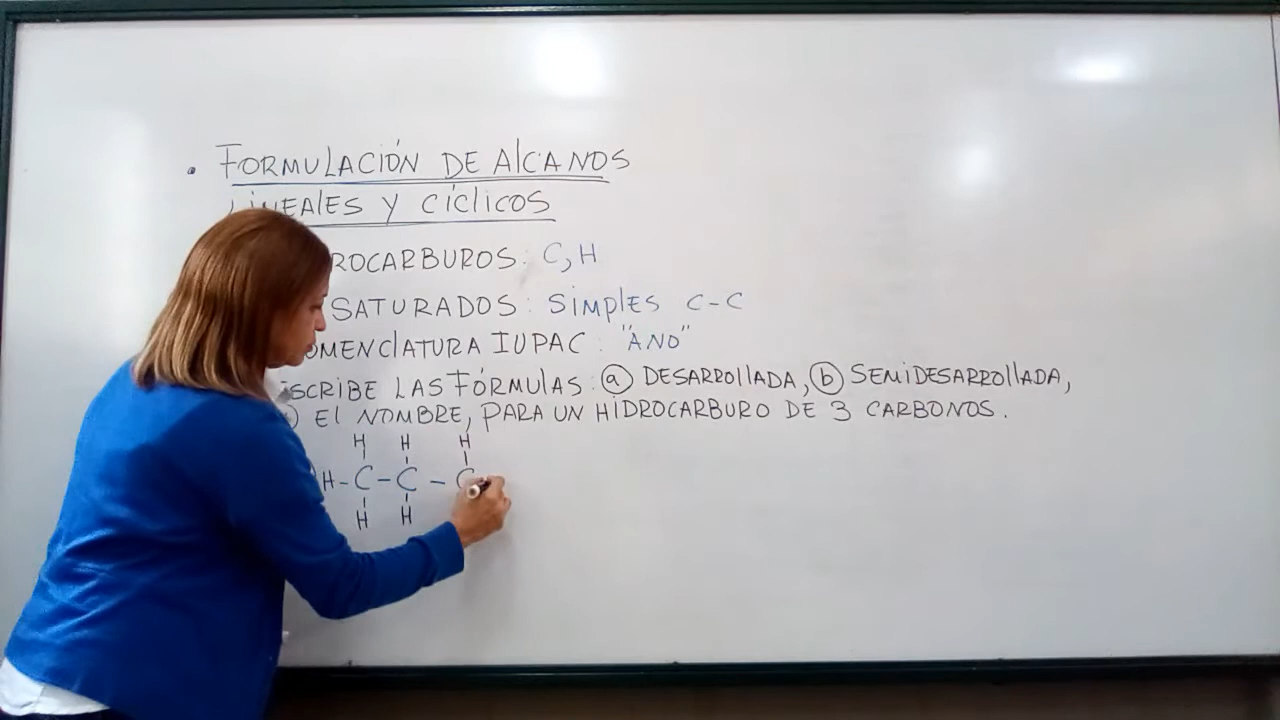 • FORMULACIÓN DE AlCANOS
LiNEAlES Y CÍClICOS
ROCARBUROS: C, H
SATURADOS: SimplES C-C
OMENClATURA IUPAC: "ANO"
SCRIBE LAS FÓRMULAS: (a) DESARROllADA, (b) SEMiDESARROllADA,
) El NOMBRE, PARA UN HiDROCARBURO DE 3 CARBONOS.
H H H
H-C-C-C
H H